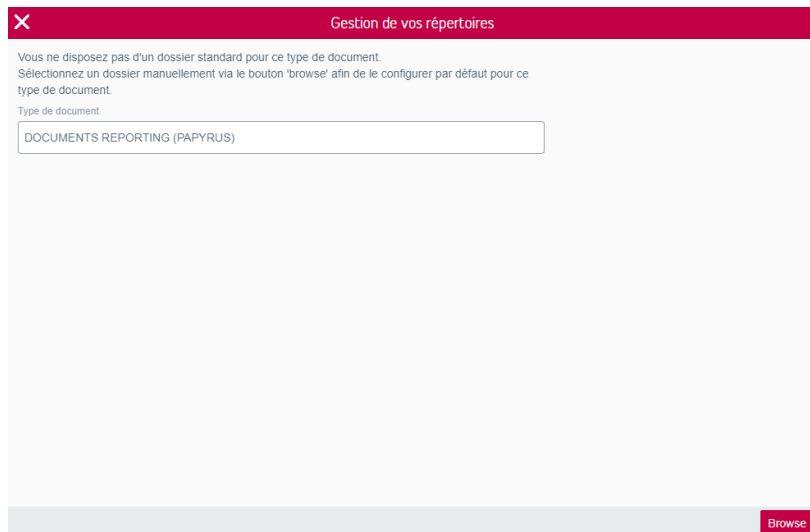 Gestion de vos répertoires
Vous ne disposez pas d'un dossier standard pour ce type de document.
Sélectionnez un dossier manuellement via le bouton 'browse' afin de le configurer par défaut pour ce
type de document.
Type de document
DOCUMENTS REPORTING (PAPYRUS)
Browse